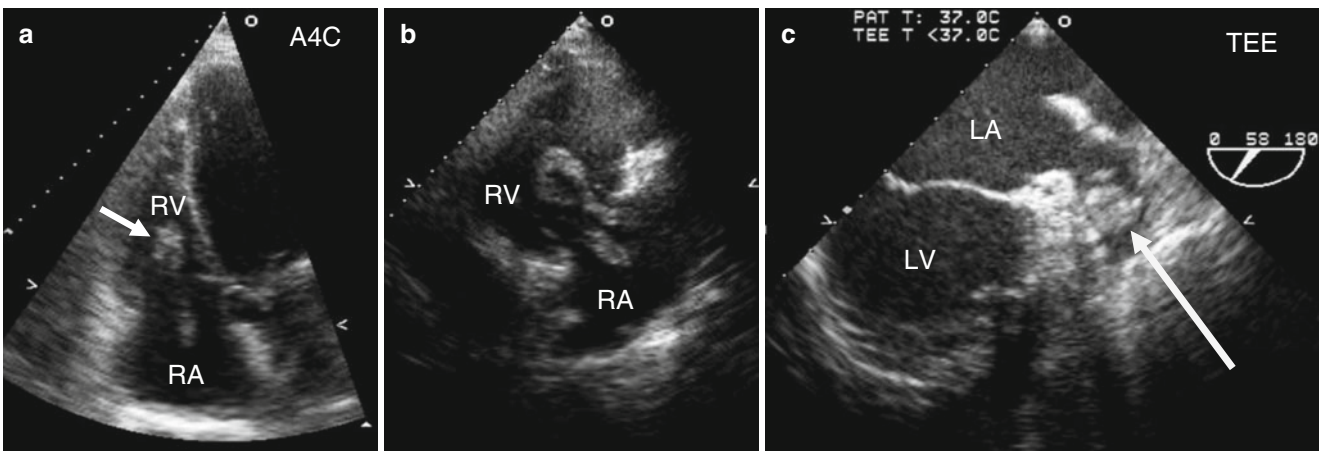 a
A4C
RV
RA
b
RV
RA
c
PAT T: 37.0C
TEE T <37.0C
TEE
LA
0 58 180
LV